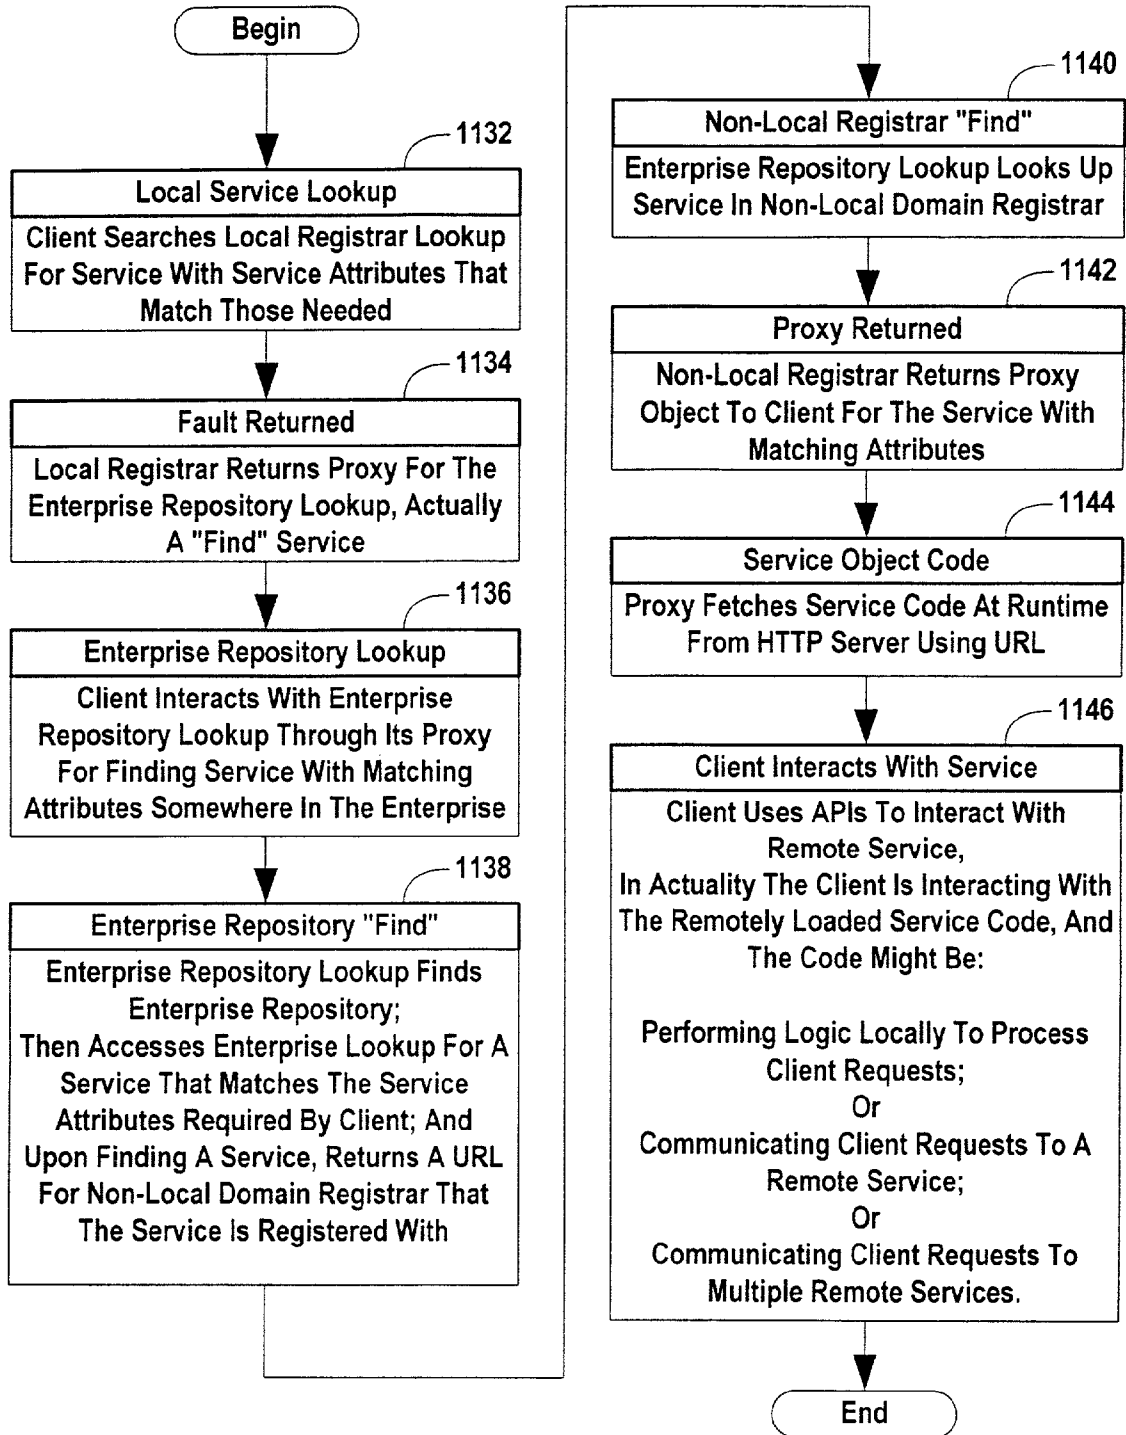 Begin
1132
Local Service Lookup
Client Searches Local Registrar Lookup
For Service With Service Attributes That
Match Those Needed
1134
Fault Returned
Local Registrar Returns Proxy For The
Enterprise Repository Lookup, Actually
A "Find" Service
1136
Enterprise Repository Lookup
Client Interacts With Enterprise
Repository Lookup Through Its Proxy
For Finding Service With Matching
Attributes Somewhere In The Enterprise
1138
Enterprise Repository "Find"
Enterprise Repository Lookup Finds
Enterprise Repository;
Then Accesses Enterprise Lookup For A
Service That Matches The Service
Attributes Required By Client; And
Upon Finding A Service, Returns A URL
For Non-Local Domain Registrar That
The Service Is Registered With
1140
Non-Local Registrar "Find"
Enterprise Repository Lookup Looks Up
Service In Non-Local Domain Registrar
1142
Proxy Returned
Non-Local Registrar Returns Proxy
Object To Client For The Service With
Matching Attributes
1144
Service Object Code
Proxy Fetches Service Code At Runtime
From HTTP Server Using URL
1146
Client Interacts With Service
Client Uses APIs To Interact With
Remote Service,
In Actuality The Client Is Interacting With
The Remotely Loaded Service Code, And
The Code Might Be:
Performing Logic Locally To Process
Client Requests;
Or
Communicating Client Requests To A
Remote Service;
Or
Communicating Client Requests To
Multiple Remote Services.
End